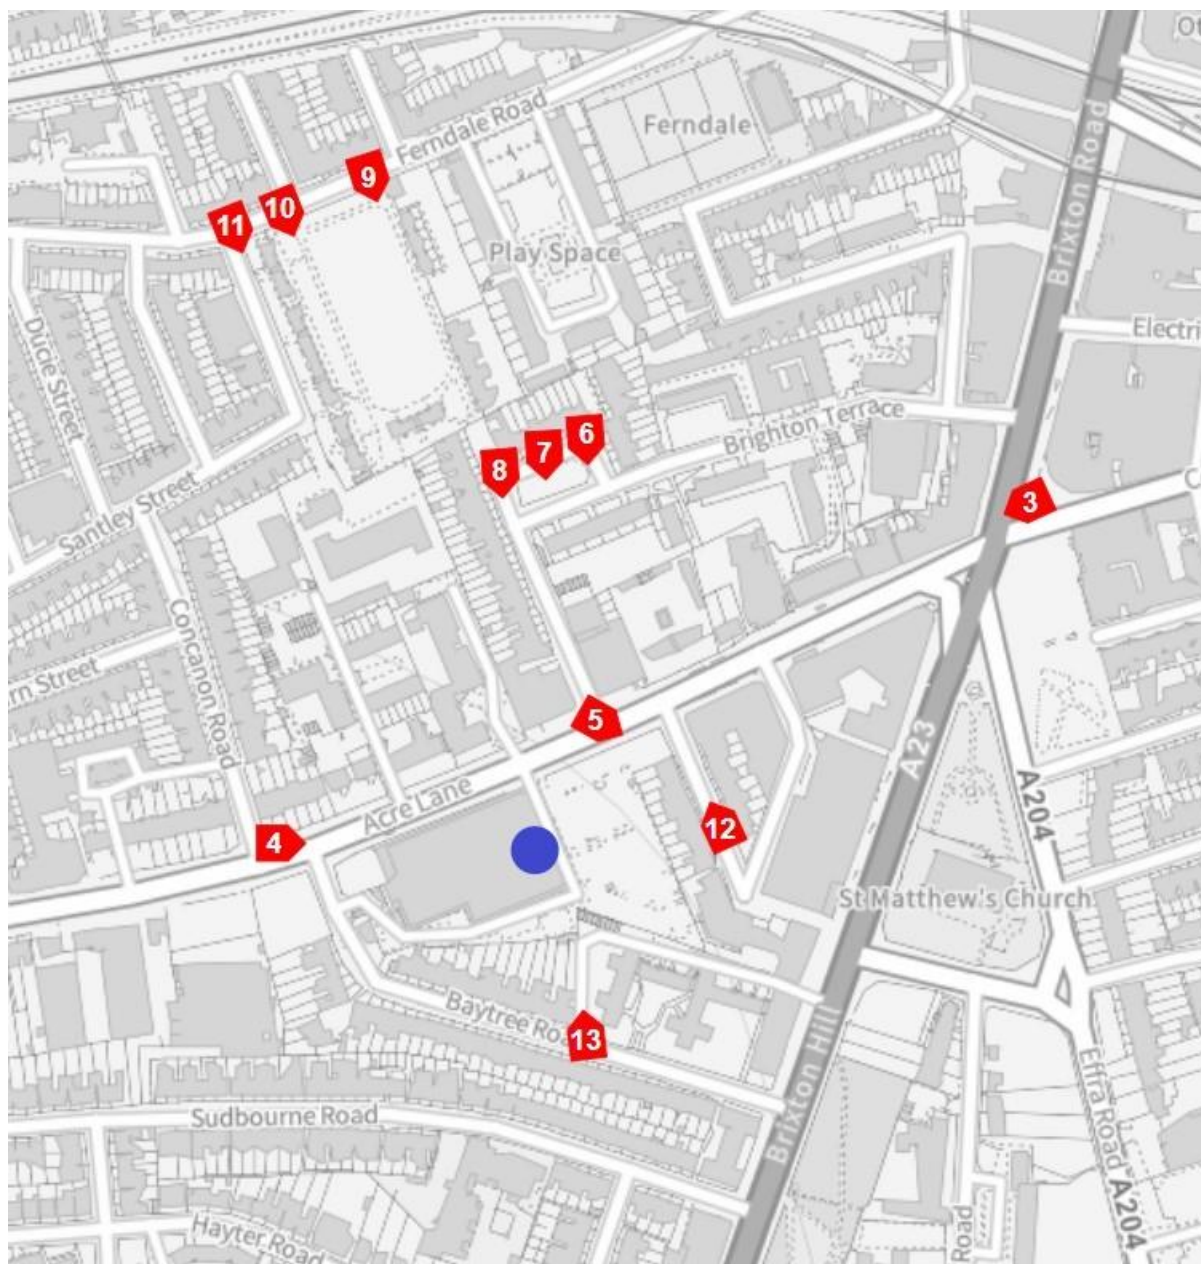 Ferndale Road
Ferndale
Brixton Road
9
10
11
Play Space
Electri
Ducie Street
Brighton Terrace
6
7
8
3
Santley Street
Concanon Road
rn Street
5
Acre Lane
4
12
A23
A204
St Matthew's Church
13
Baytree Roa
Brixton Hill
Effra Road
A204
Sudbourne Road
Hayter Road
Road